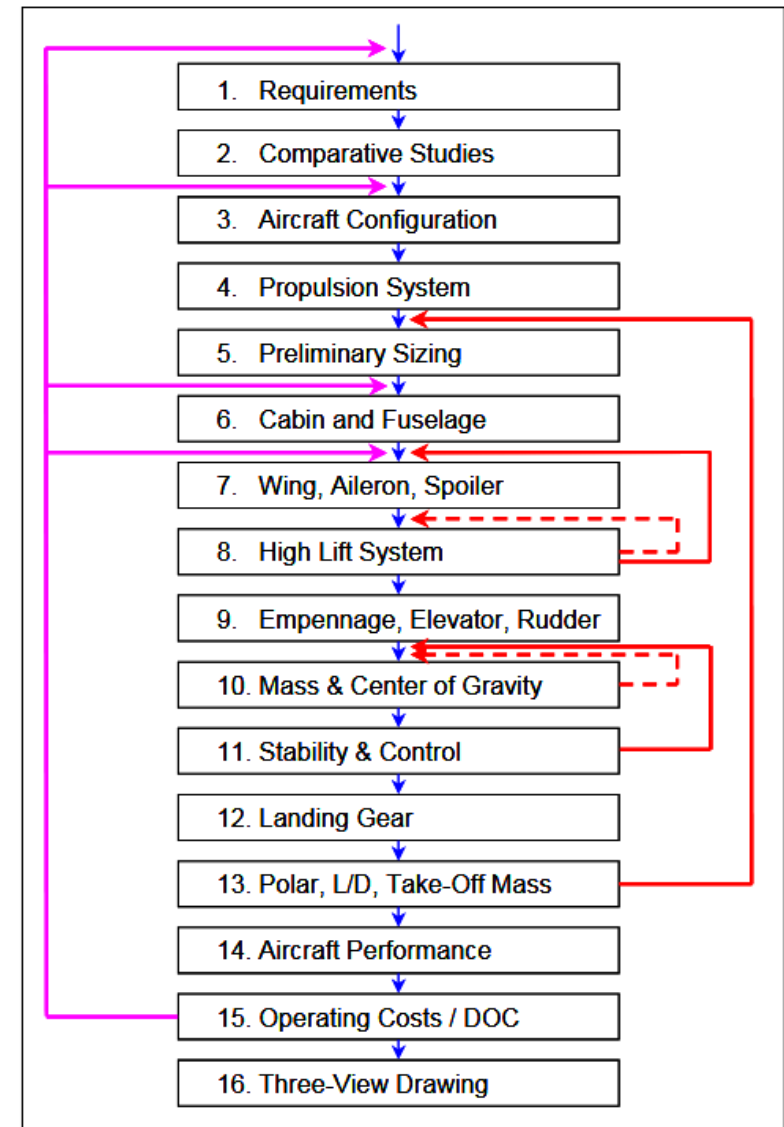 1. Requirements
2. Comparative Studies
3. Aircraft Configuration
4. Propulsion System
5. Preliminary Sizing
6. Cabin and Fuselage
7. Wing, Aileron, Spoiler
8. High Lift System
9. Empennage, Elevator, Rudder
10. Mass & Center of Gravity
11. Stability & Control
12. Landing Gear
13. Polar, L/D, Take-Off Mass
14. Aircraft Performance
15. Operating Costs / DOC
16. Three-View Drawing